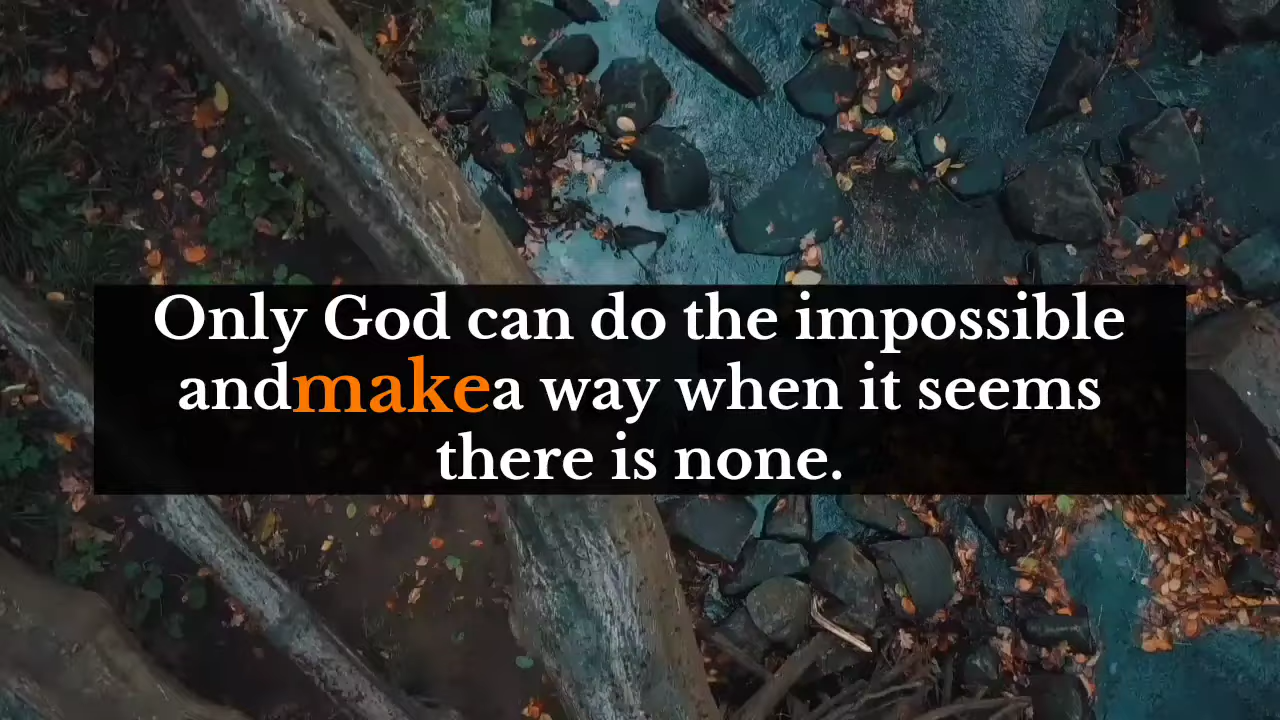 Only God can do the impossible
andmakea way when it seems
there is none.